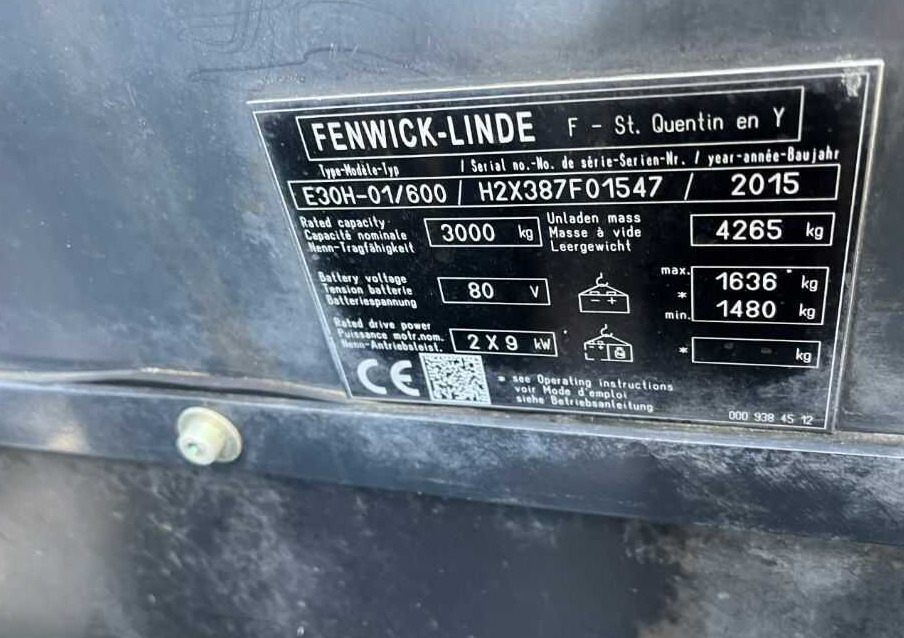 FENWICK-LINDE F - St. Quentin en Y
Type-Modèle-Typ / Serial no.-No. de série-Serien-Nr. / year-année-Baujahr
E30H-01/600 / H2X387F01547 / 2015
Rated capacity
Capacité nominale
Nenn-Tragfähigkeit
3000 kg
Unladen mass
Masse à vide
Leergewicht
4265 kg
Battery voltage
Tension batterie
Batteriespannung
80 V
max. 1636 kg
*
min. 1480 kg
Rated drive power
Puissance motr.nom.
Nenn-Antriebsleist.
2 X 9 kW
* - - kg
CE
* see Operating instructions
voir Mode d'emploi
siehe Betriebsanleitung
000 938 45 12